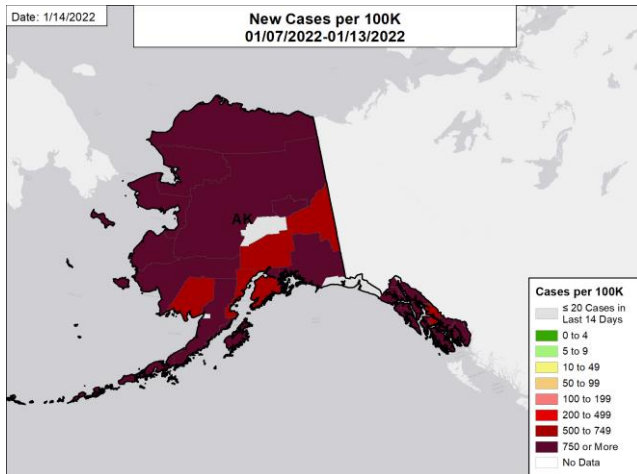 Date: 1/14/2022
New Cases per 100K
01/07/2022-01/13/2022
AK
Cases per 100K
≤ 20 Cases in
Last 14 Days
0 to 4
5 to 9
10 to 49
50 to 99
100 to 199
200 to 499
500 to 749
750 or More
No Data